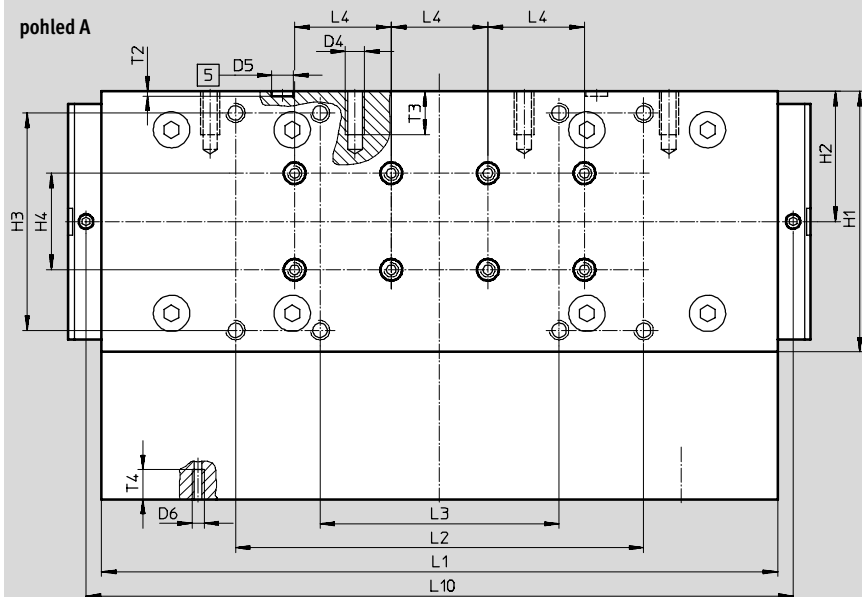 pohled A
L4 L4 L4
T2
5 D5 D4
T3
H3
H4
H2
H1
T4
D6
L3
L2
L1
L10